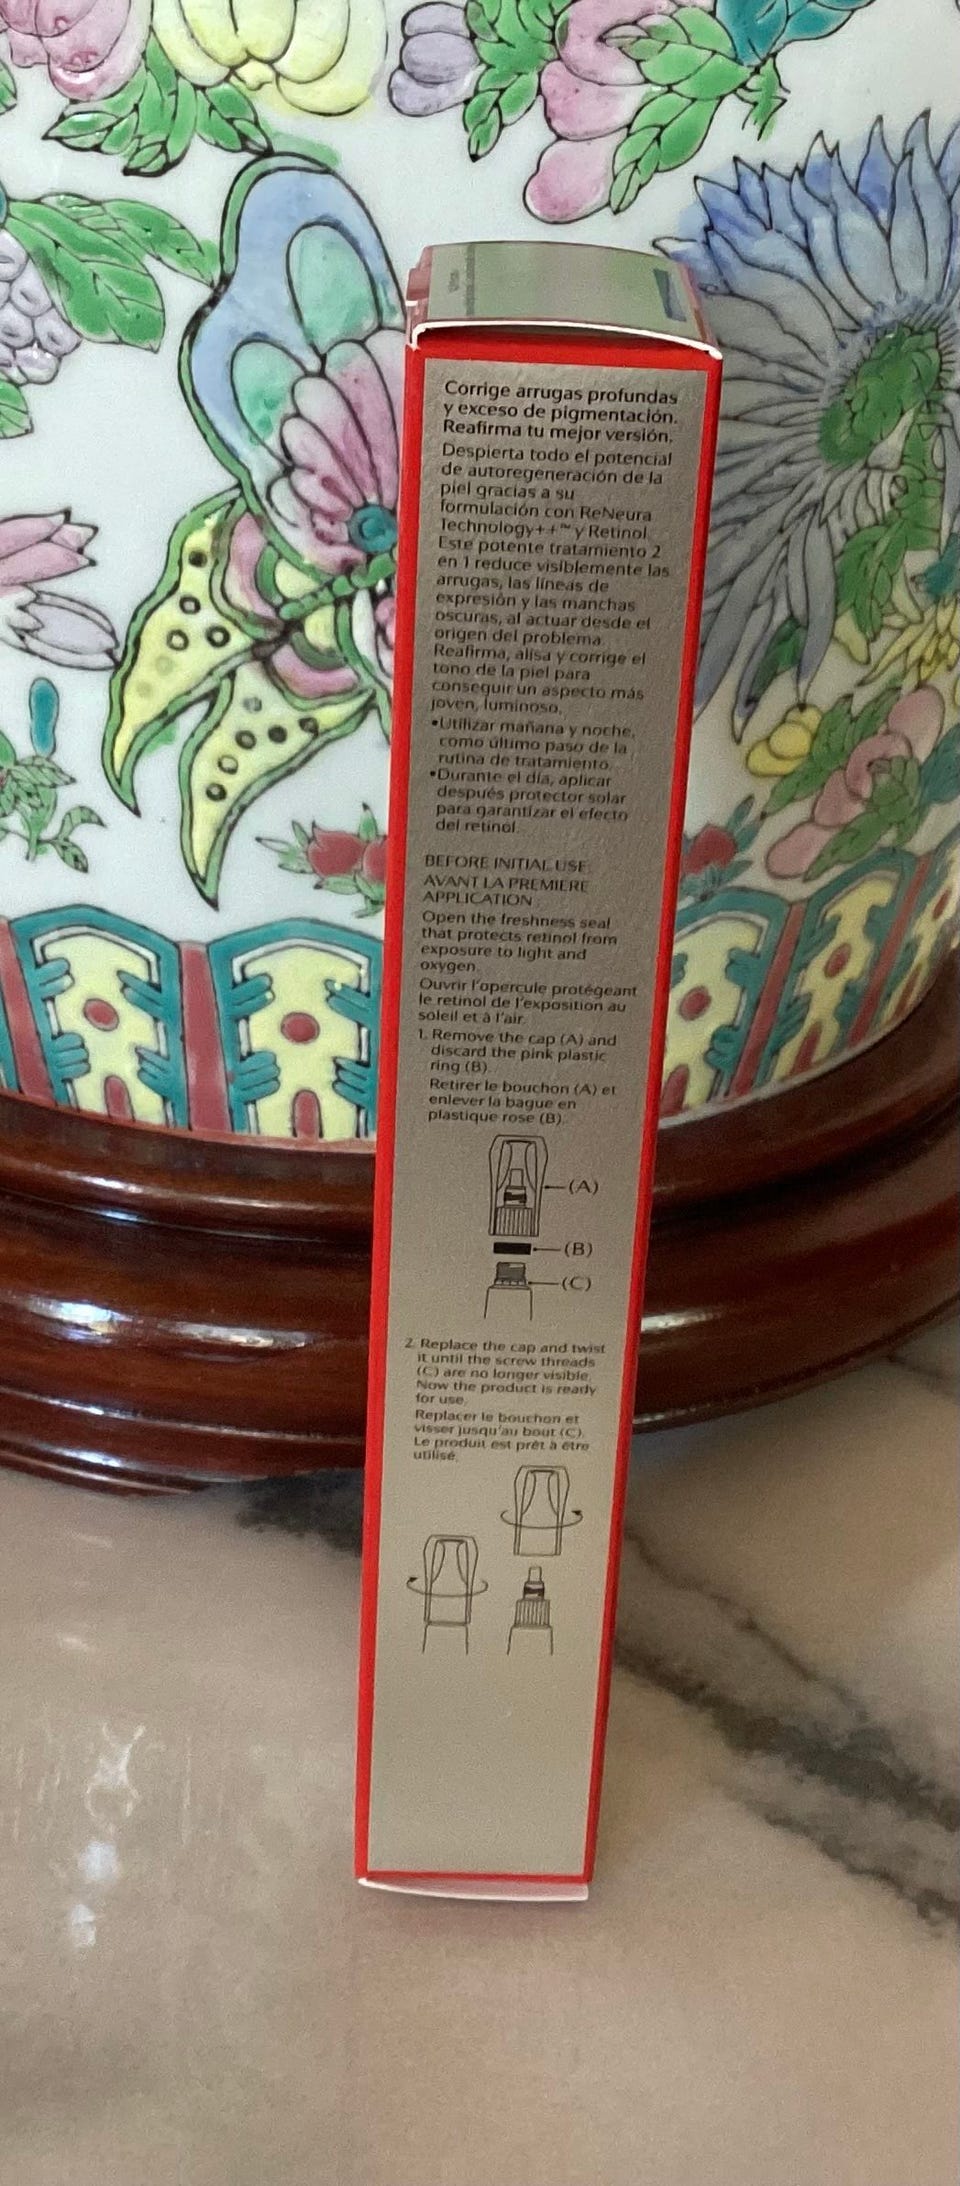 Corrige arrugas profundas
y exceso de pigmentación.
Reafirma tu mejor versión.
Despierta todo el potencial
de autoregeneración de la
piel gracias a su
formulación con ReNeura
Technology++™ y Retinol.
Este potente tratamiento 2
en 1 reduce visiblemente las
arrugas, las líneas de
expresión y las manchas
oscuras, al actuar desde el
origen del problema.
Reafirma, alisa y corrige el
tono de la piel para
conseguir un aspecto más
joven, luminoso.
•Utilizar mañana y noche,
como último paso de la
rutina de tratamiento.
•Durante el día, aplicar
después protector solar
para garantizar el efecto
del retinol.
BEFORE INITIAL USE:
AVANT LA PREMIERE
APPLICATION :
Open the freshness seal
that protects retinol from
exposure to light and
oxygen.
Ouvrir l'opercule protégeant
le retinol de l'exposition au
soleil et à l'air.
1. Remove the cap (A) and
discard the pink plastic
ring (B).
Retirer le bouchon (A) et
enlever la bague en
plastique rose (B).
(A)
(B)
(C)
2. Replace the cap and twist
it until the screw threads
(C) are no longer visible.
Now the product is ready
for use.
Replacer le bouchon et
visser jusqu'au bout (C).
Le produit est prêt à être
utilisé.